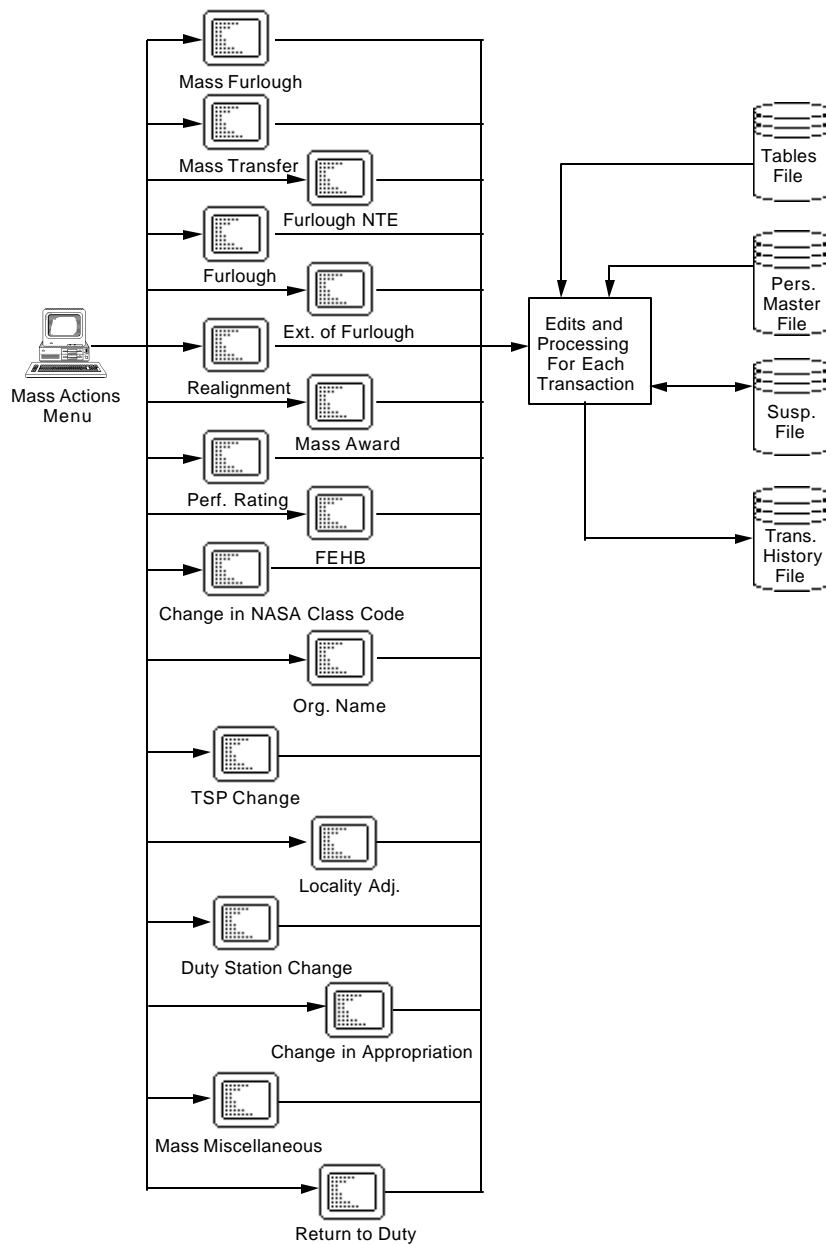 Mass Furlough
Mass Transfer
Furlough NTE
Furlough
Ext. of Furlough
Mass Actions
Menu
Realignment
Mass Award
Perf. Rating
FEHB
Change in NASA Class Code
Org. Name
TSP Change
Locality Adj.
Duty Station Change
Change in Appropriation
Mass Miscellaneous
Return to Duty
Edits and
Processing
For Each
Transaction
Tables
File
Pers.
Master
File
Susp.
File
Trans.
History
File